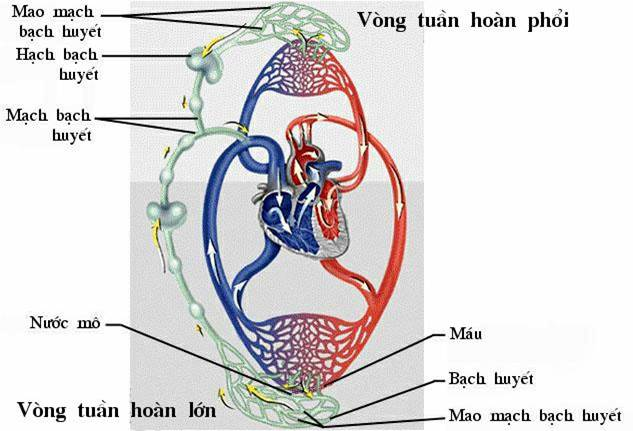 Mao mạch
bạch huyết
Vòng tuần hoàn phổi
Hạch bạch
huyết
Mạch bạch
huyết
Nước mô
Máu
Bạch huyết
Vòng tuần hoàn lớn
Mao mạch bạch huyết